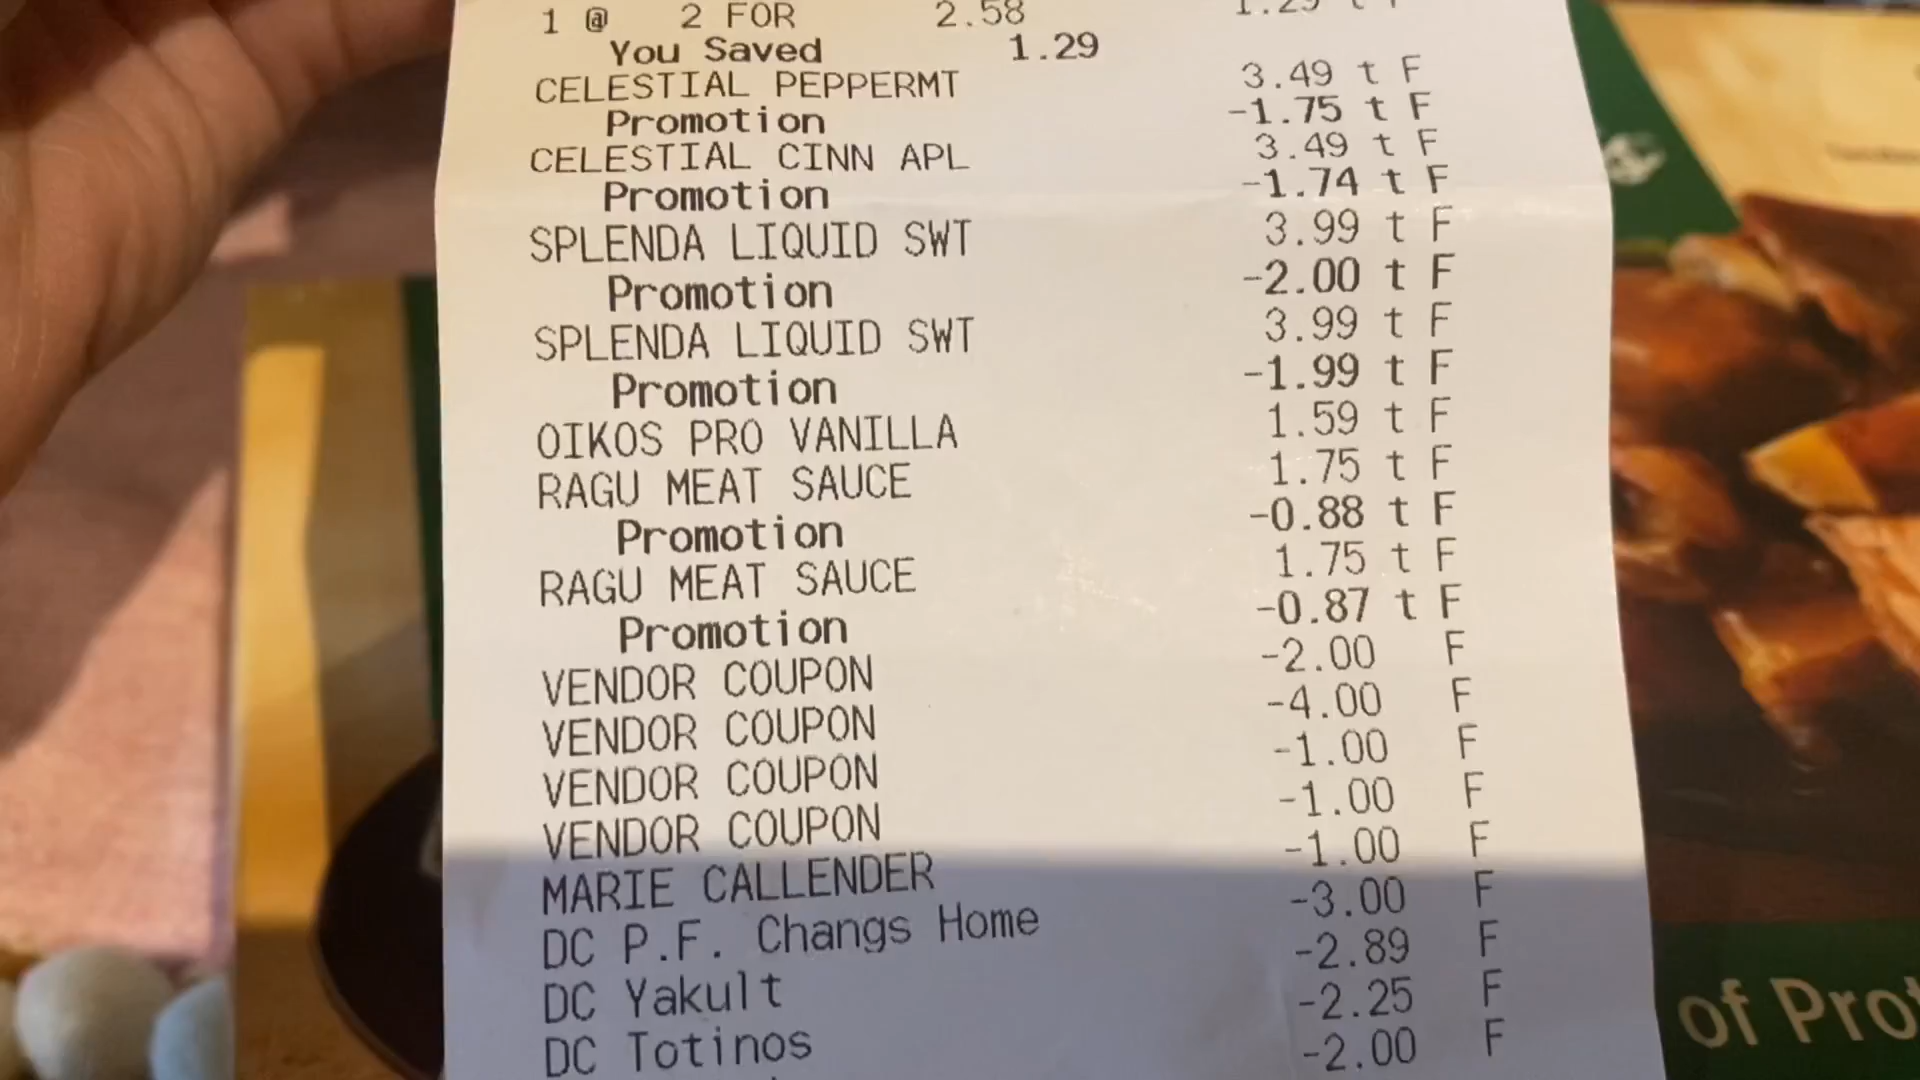 1 @ 2 FOR 2.58 1.29 t F
You Saved 1.29
CELESTIAL PEPPERMT 3.49 t F
Promotion -1.75 t F
CELESTIAL CINN APL 3.49 t F
Promotion -1.74 t F
SPLENDA LIQUID SWT 3.99 t F
Promotion -2.00 t F
SPLENDA LIQUID SWT 3.99 t F
Promotion -1.99 t F
OIKOS PRO VANILLA 1.59 t F
RAGU MEAT SAUCE 1.75 t F
Promotion -0.88 t F
RAGU MEAT SAUCE 1.75 t F
Promotion -0.87 t F
VENDOR COUPON -2.00 F
VENDOR COUPON -4.00 F
VENDOR COUPON -1.00 F
VENDOR COUPON -1.00 F
MARIE CALLENDER -1.00 F
DC P.F. Changs Home -3.00 F
DC Yakult -2.89 F
DC Totinos -2.25 F
-2.00 F
of Prot